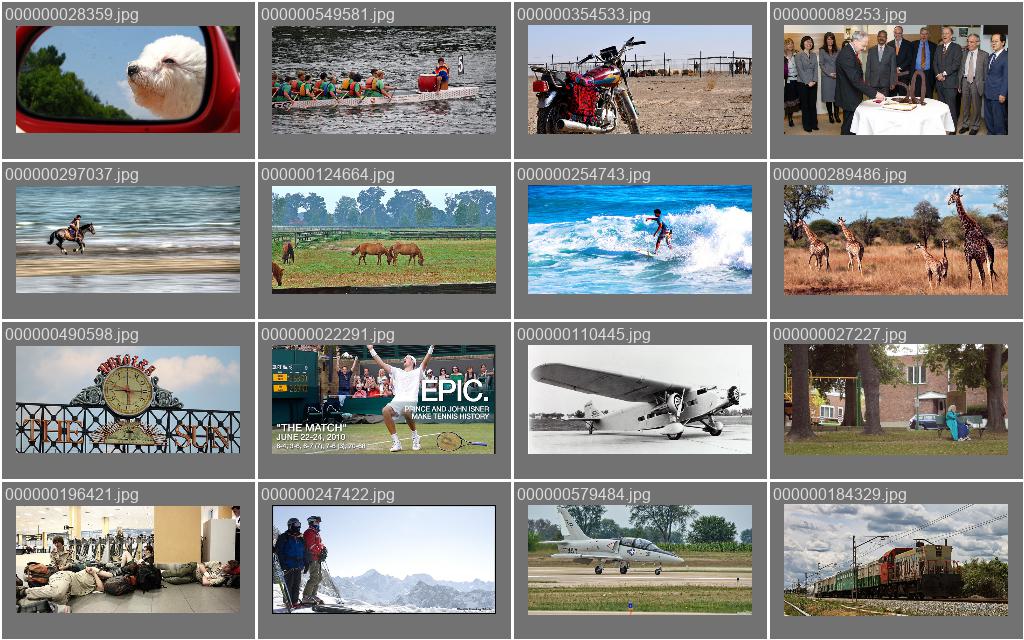 000000028359.jpg
000000549581.jpg
000000354533.jpg
000000089253.jpg
000000297037.jpg
000000124664.jpg
000000254743.jpg
000000289486.jpg
000000490598.jpg
000000022291.jpg
000000110445.jpg
000000027227.jpg
THE SUN
EPIC.
PRINCE AND JOHN ISNER
MAKE TENNIS HISTORY
"THE MATCH"
JUNE 22-24, 2010
000000196421.jpg
000000247422.jpg
000000579484.jpg
000000184329.jpg